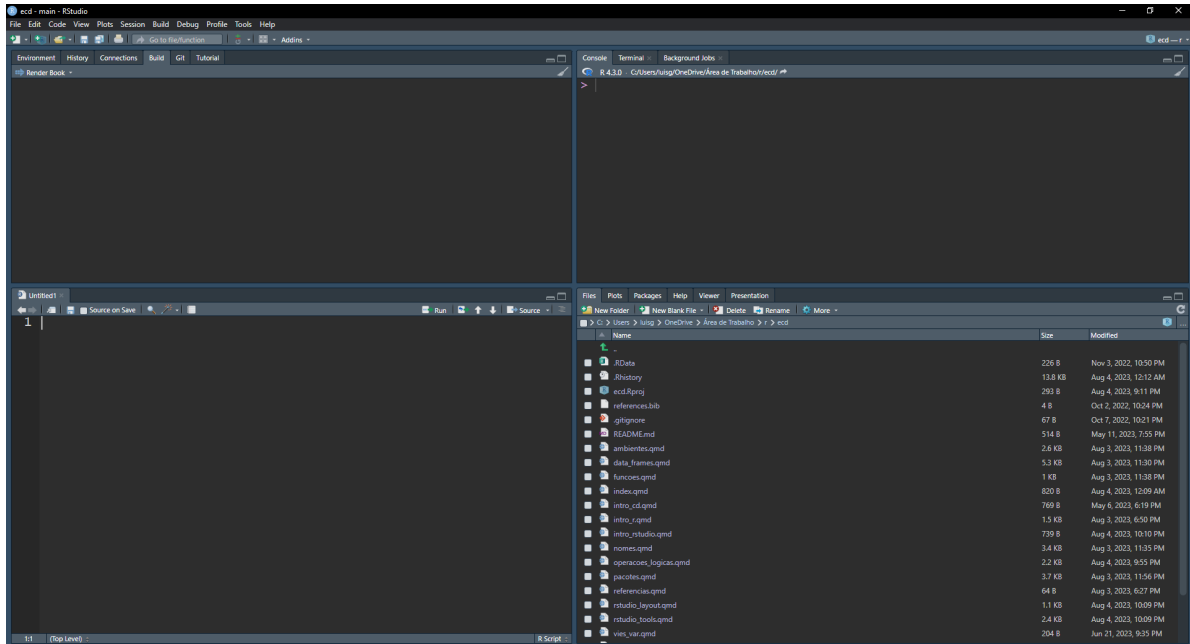 ecd - main - RStudio
File Edit Code View Plots Session Build Debug Profile Tools Help
Go to file/function Addins ecd — r
Environment History Connections Build Git Tutorial
Render Book
Console Terminal Background Jobs
R 4.3.0 · C:/Users/luisg/OneDrive/Área de Trabalho/r/ecd/
>
Untitled1
Source on Save Run Source
1
1:1 (Top Level) R Script
Files Plots Packages Help Viewer Presentation
New Folder New Blank File Delete Rename More
C: > Users > luisg > OneDrive > Área de Trabalho > r > ecd
Name Size Modified
..
.RData 226 B Nov 3, 2022, 10:50 PM
.Rhistory 13.8 KB Aug 4, 2023, 12:12 AM
ecd.Rproj 293 B Aug 4, 2023, 9:11 PM
references.bib 4 B Oct 2, 2022, 10:24 PM
.gitignore 67 B Oct 7, 2022, 10:21 PM
README.md 514 B May 11, 2023, 7:55 PM
ambientes.qmd 2.6 KB Aug 3, 2023, 11:38 PM
data_frames.qmd 5.3 KB Aug 3, 2023, 11:30 PM
funcoes.qmd 1 KB Aug 3, 2023, 11:38 PM
index.qmd 820 B Aug 4, 2023, 12:09 AM
intro_cd.qmd 769 B May 6, 2023, 6:19 PM
intro_r.qmd 1.5 KB Aug 3, 2023, 6:50 PM
intro_rstudio.qmd 739 B Aug 4, 2023, 10:10 PM
nomes.qmd 3.4 KB Aug 3, 2023, 11:35 PM
operacoes_logicas.qmd 2.2 KB Aug 4, 2023, 9:55 PM
pacotes.qmd 3.7 KB Aug 3, 2023, 11:56 PM
referencias.qmd 64 B Aug 3, 2023, 6:27 PM
rstudio_layout.qmd 1.1 KB Aug 4, 2023, 10:09 PM
rstudio_tools.qmd 2.4 KB Aug 4, 2023, 10:09 PM
vies_var.qmd 204 B Jun 21, 2023, 9:35 PM